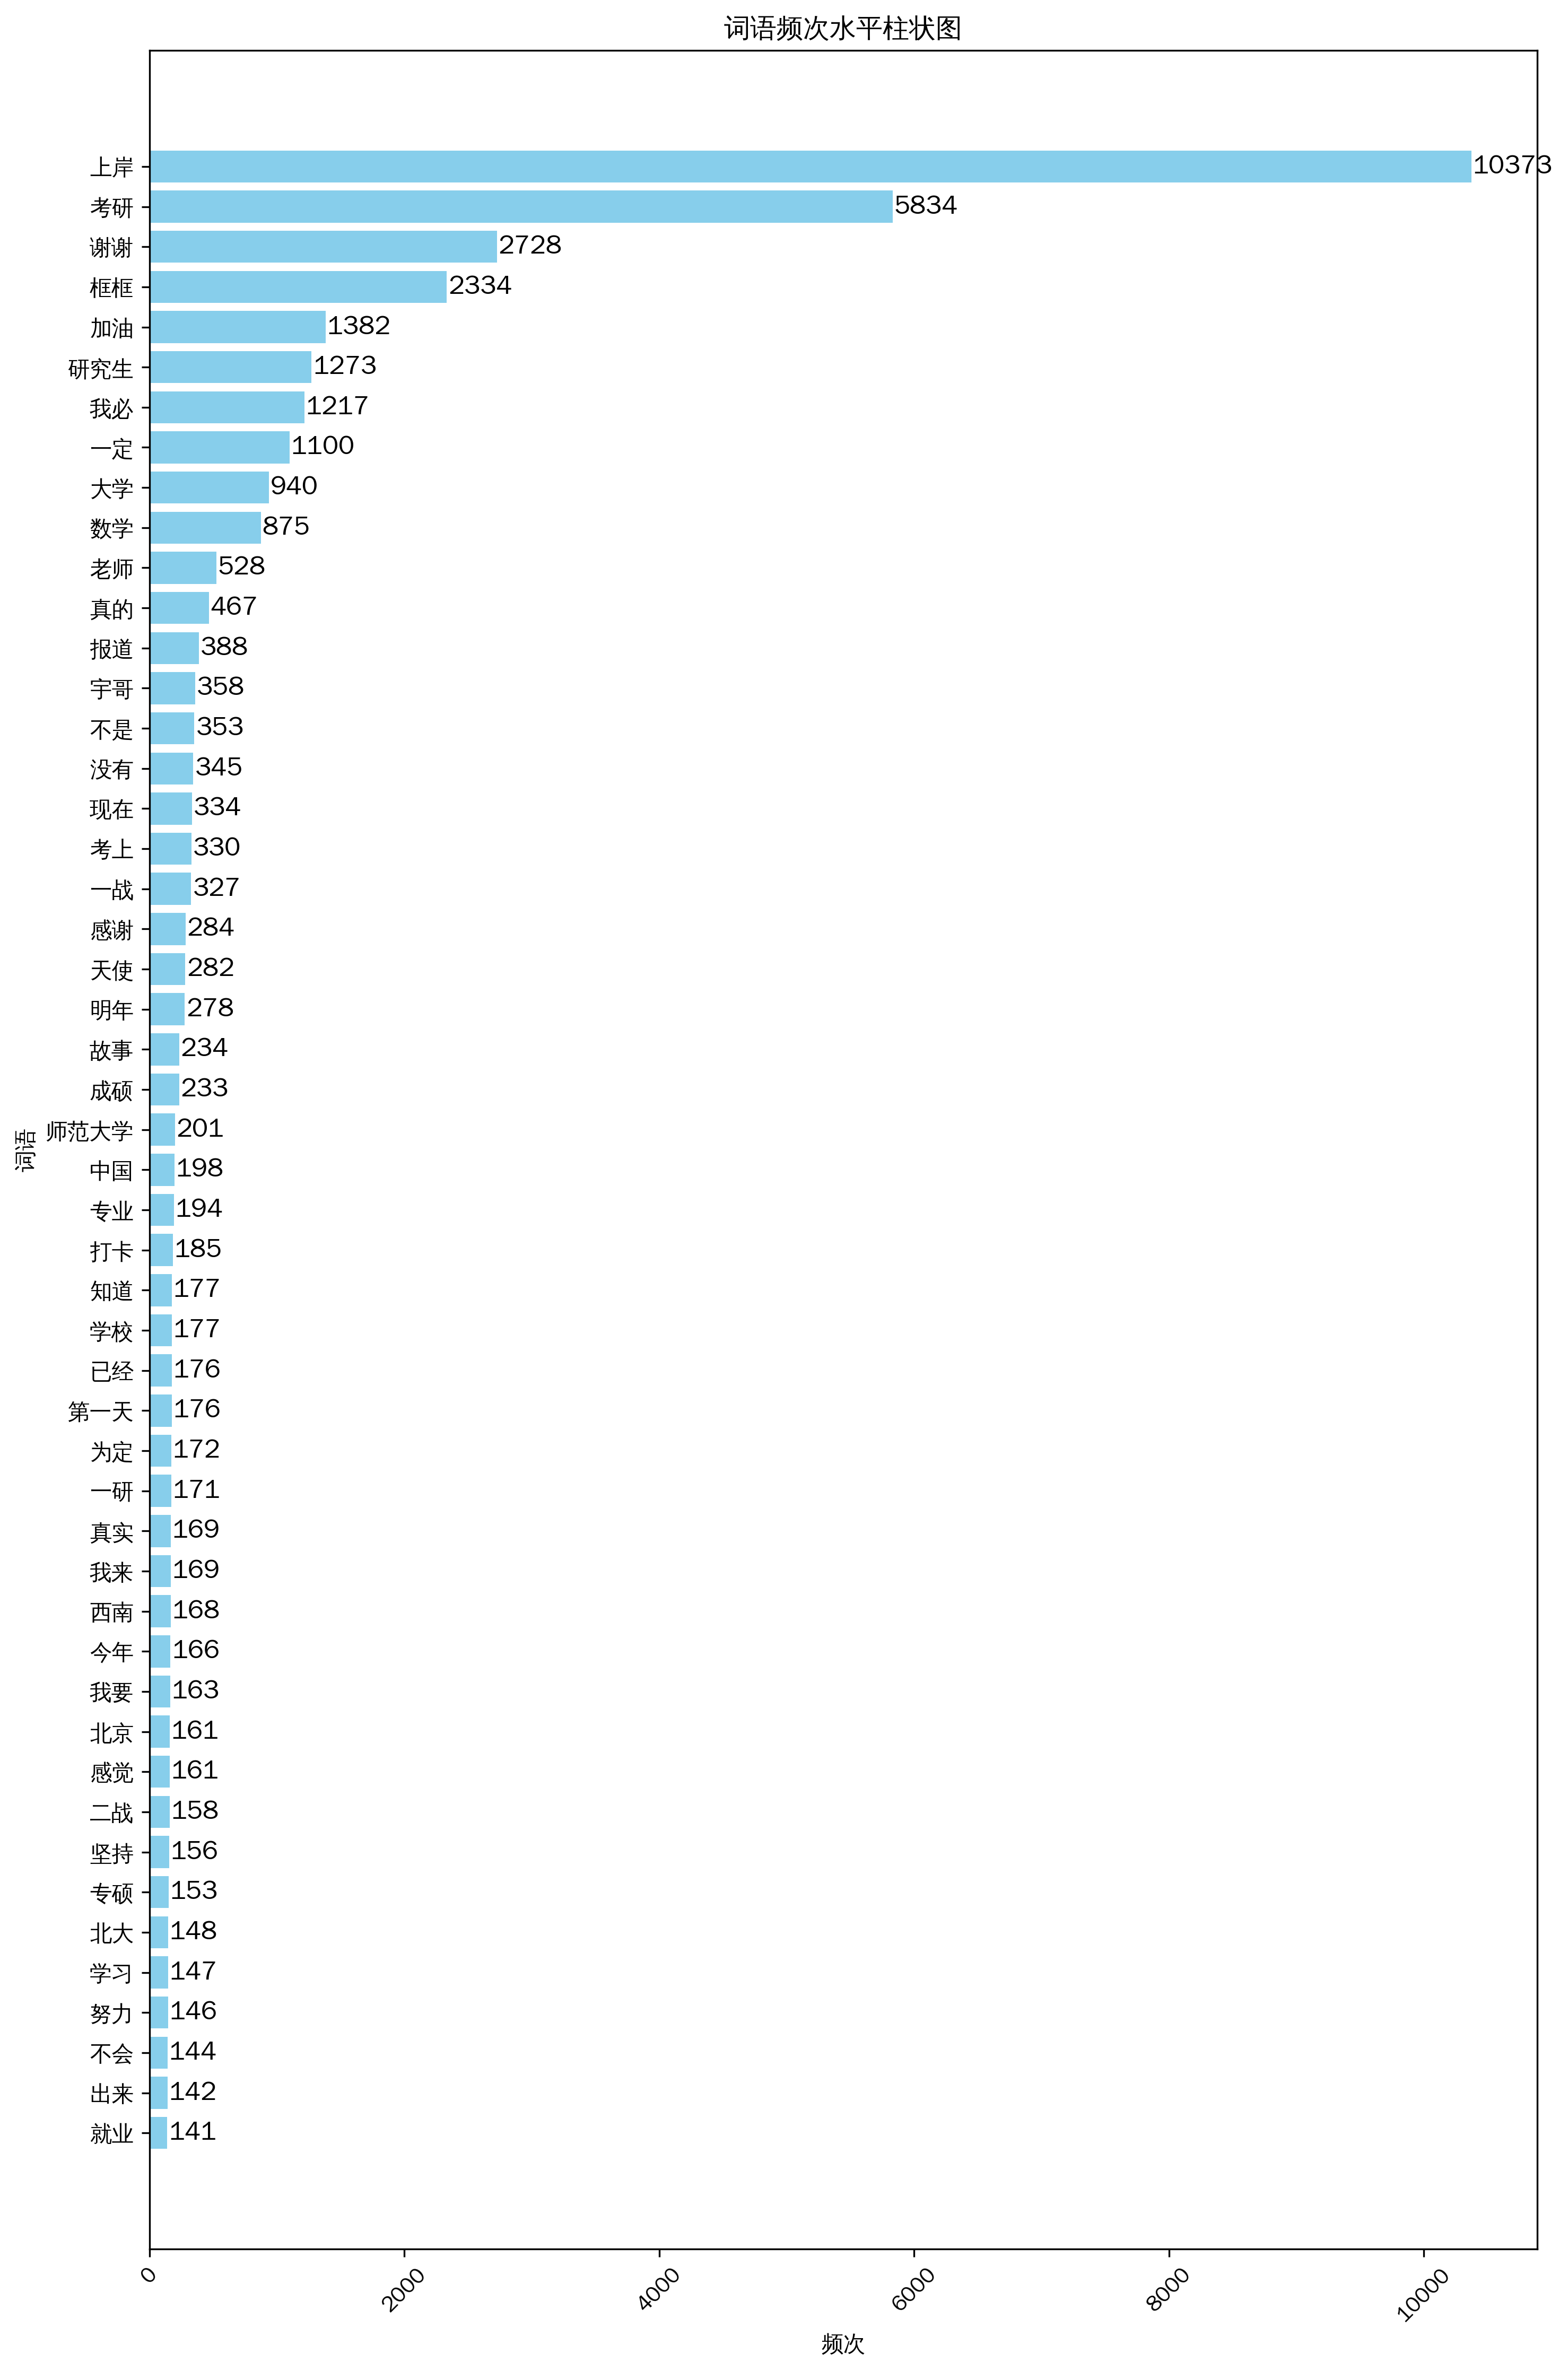 词语频次水平柱状图
上岸 10373
考研 5834
谢谢 2728
框框 2334
加油 1382
研究生 1273
我必 1217
一定 1100
大学 940
数学 875
老师 528
真的 467
报道 388
宇哥 358
不是 353
没有 345
现在 334
考上 330
一战 327
感谢 284
天使 282
明年 278
故事 234
成硕 233
师范大学 201
中国 198
专业 194
打卡 185
知道 177
学校 177
已经 176
第一天 176
为定 172
一研 171
真实 169
我来 169
西南 168
今年 166
我要 163
北京 161
感觉 161
二战 158
坚持 156
专硕 153
北大 148
学习 147
努力 146
不会 144
出来 142
就业 141
词语
0 2000 4000 6000 8000 10000
频次